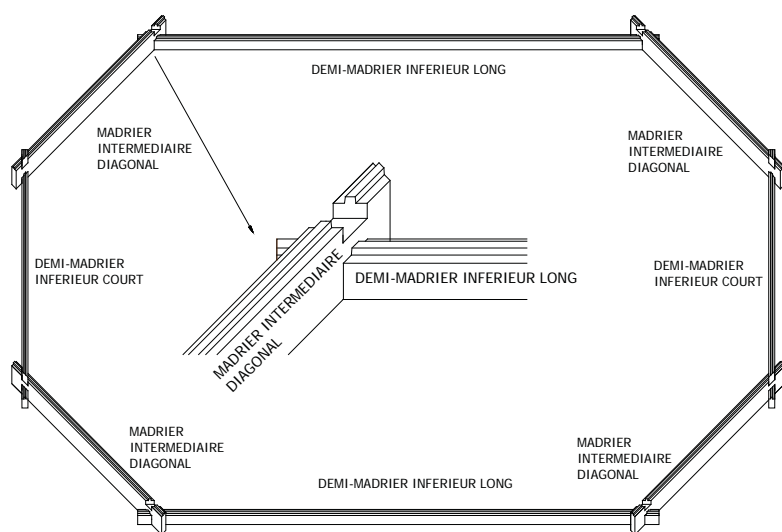 DEMI-MADRIER INFERIEUR LONG
MADRIER
INTERMEDIAIRE
DIAGONAL
MADRIER
INTERMEDIAIRE
DIAGONAL
DEMI-MADRIER
INFERIEUR COURT
MADRIER INTERMEDIAIRE
DIAGONAL
DEMI-MADRIER INFERIEUR LONG
DEMI-MADRIER
INFERIEUR COURT
MADRIER
INTERMEDIAIRE
DIAGONAL
MADRIER
INTERMEDIAIRE
DIAGONAL
DEMI-MADRIER INFERIEUR LONG